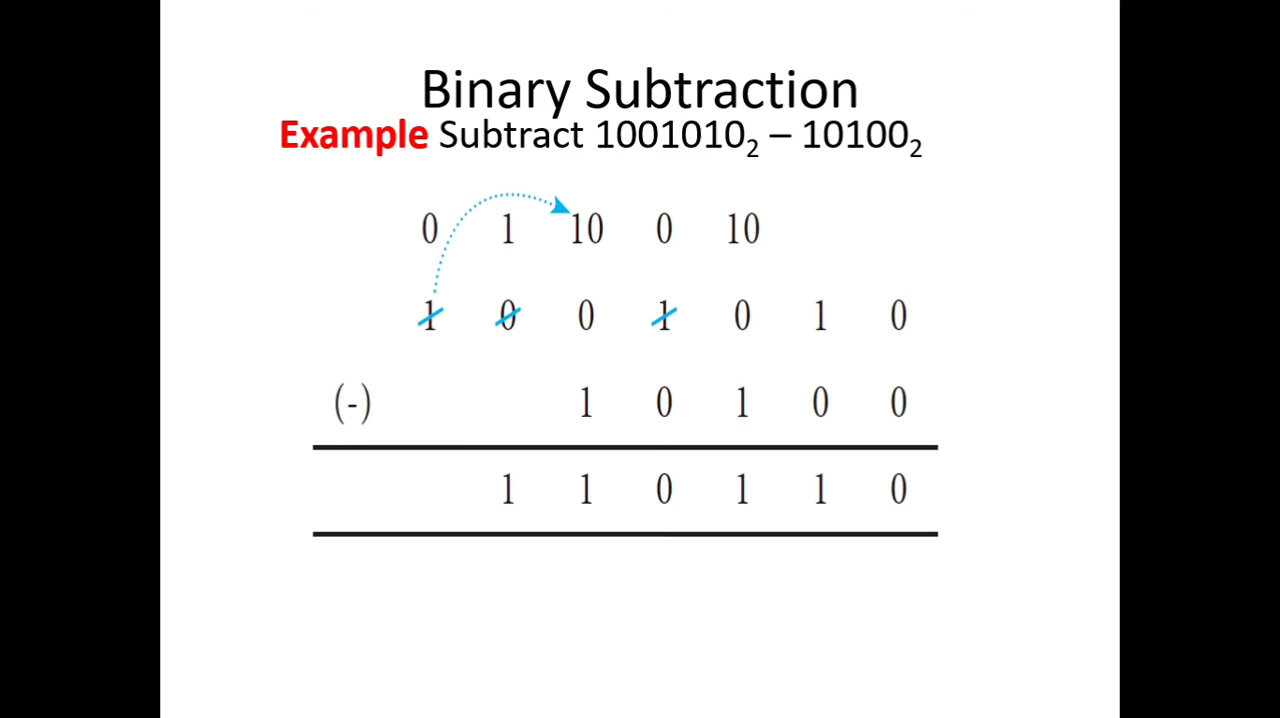 Binary Subtraction
Example Subtract 1001010₂ – 10100₂
0 1 10 0 10
1 0 0 1 0 1 0
(-) 1 0 1 0 0
1 1 0 1 1 0